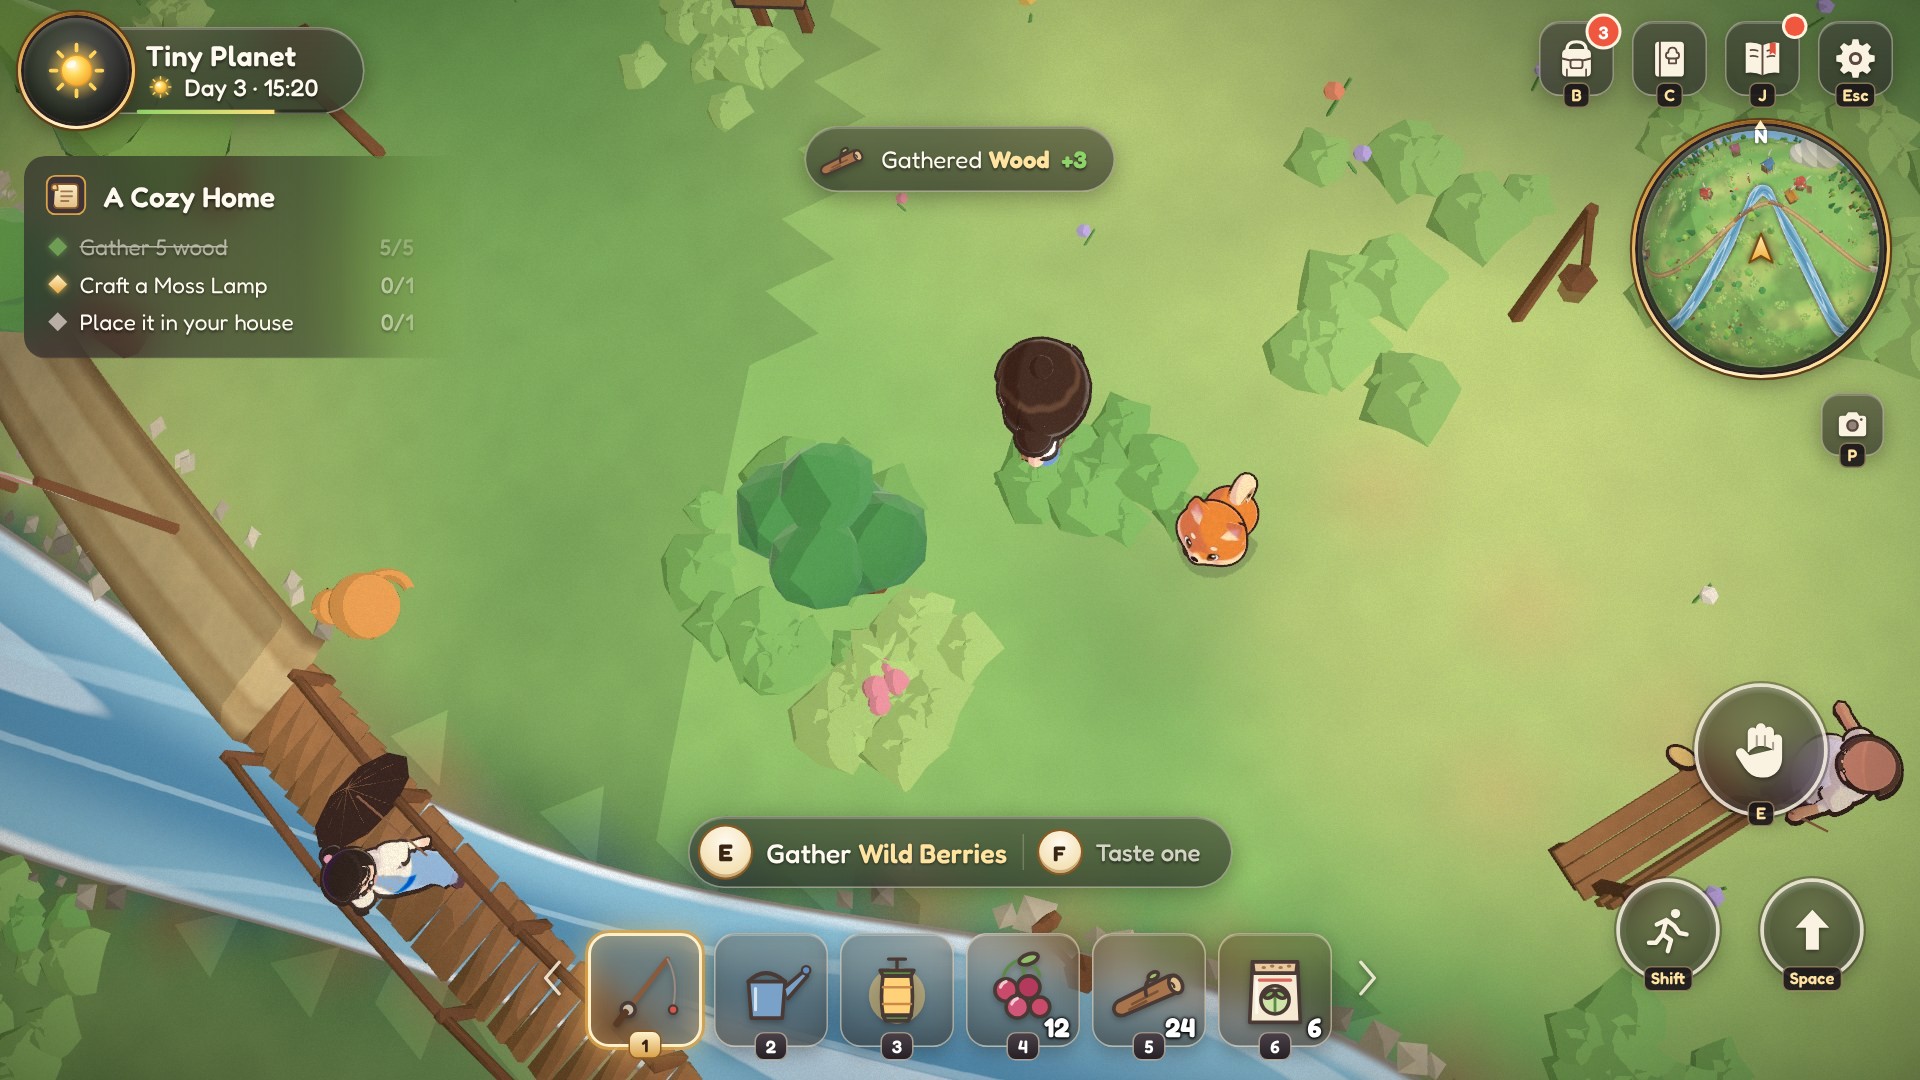 Tiny Planet
Day 3 · 15:20
3
B
C
J
Esc
N
Gathered Wood +3
A Cozy Home
Gather 5 wood 5/5
Craft a Moss Lamp 0/1
Place it in your house 0/1
P
E
E Gather Wild Berries F Taste one
Shift
Space
12
24
6
1
2
3
4
5
6